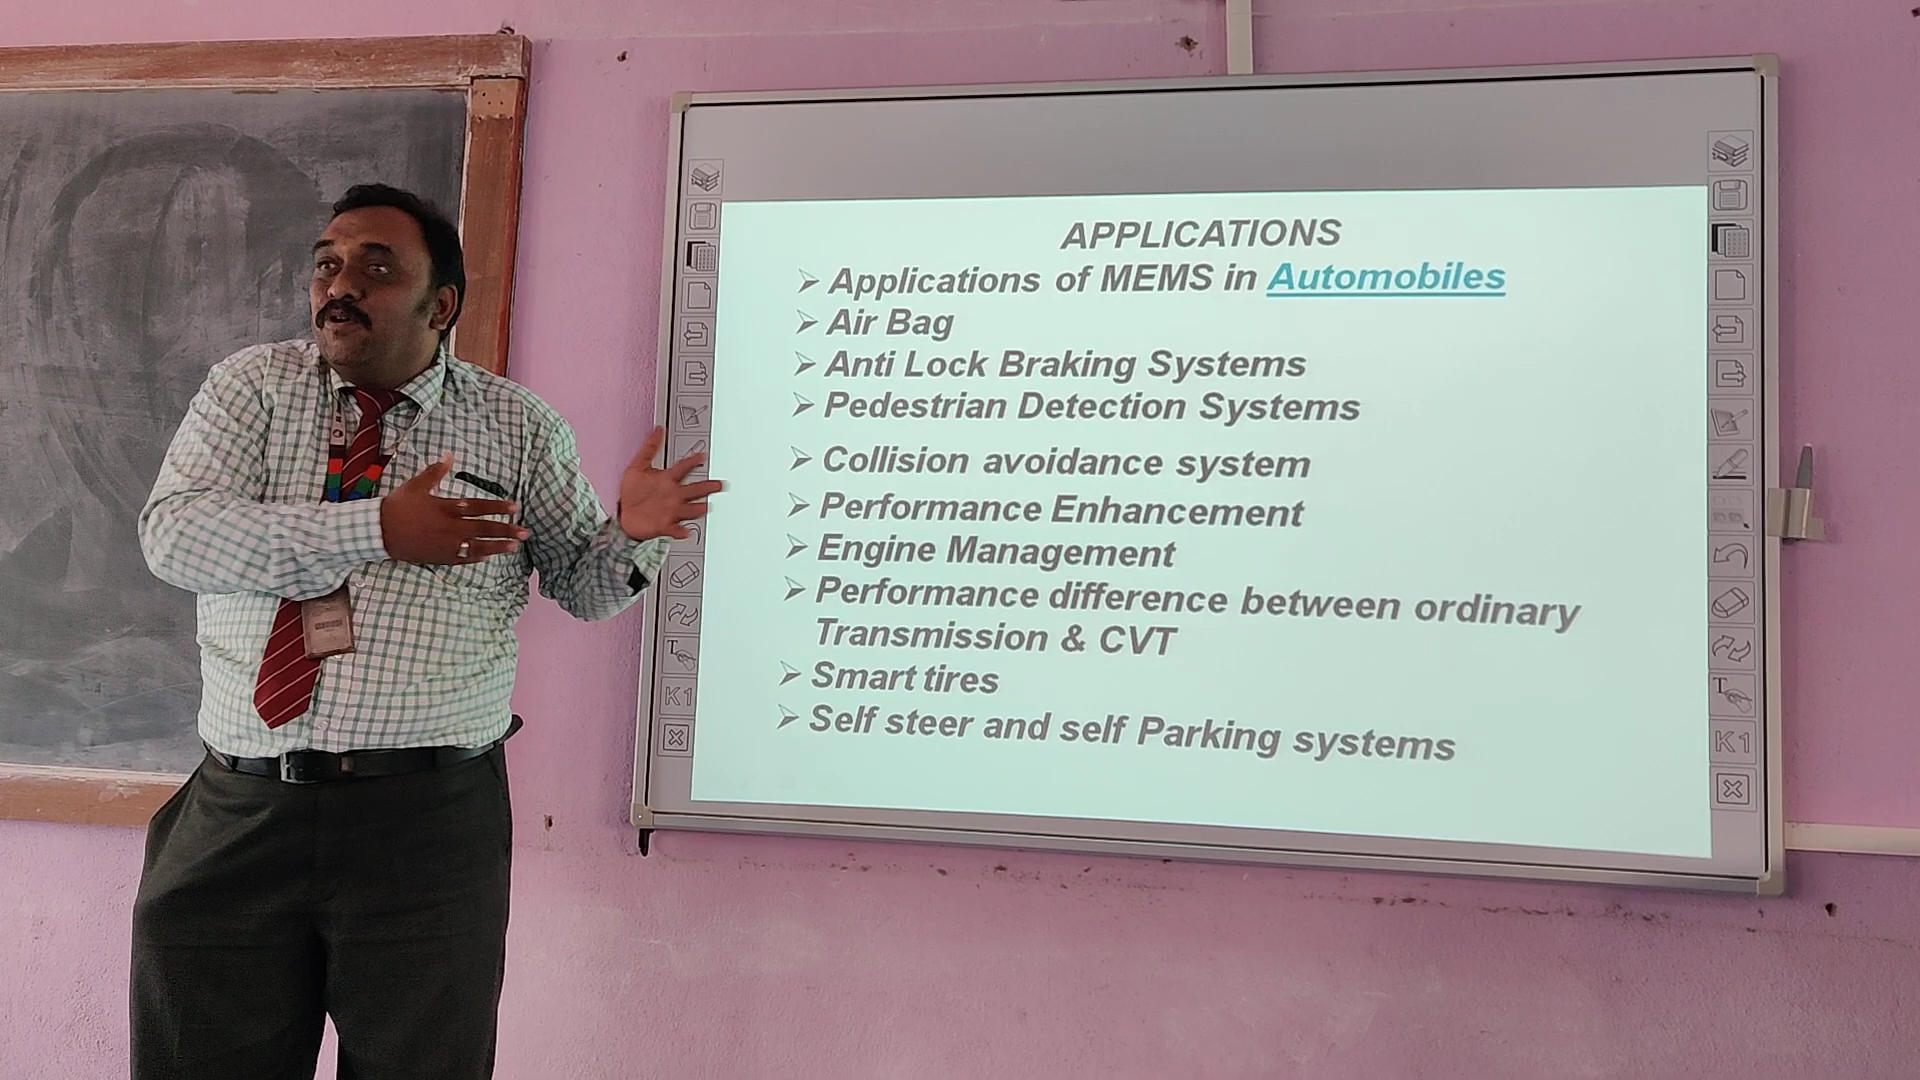 APPLICATIONS
➢ Applications of MEMS in Automobiles
➢ Air Bag
➢ Anti Lock Braking Systems
➢ Pedestrian Detection Systems
➢ Collision avoidance system
➢ Performance Enhancement
➢ Engine Management
➢ Performance difference between ordinary
Transmission & CVT
➢ Smart tires
➢ Self steer and self Parking systems
T
K1
T
K1